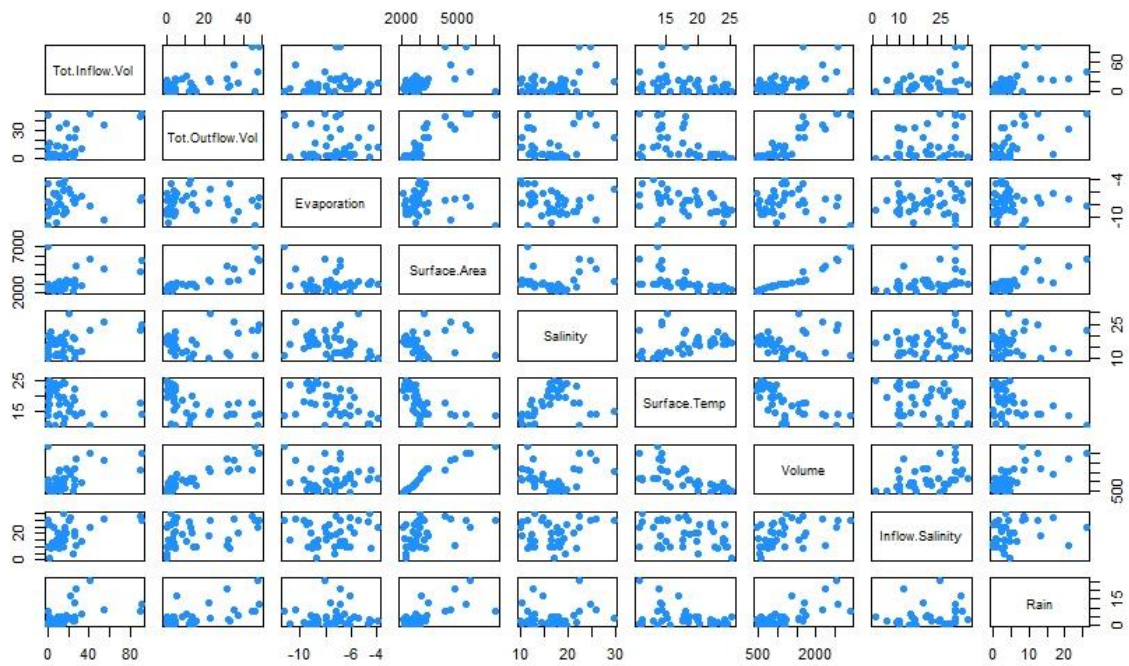 0 20 40
2000 5000
15 20 25
0 10 25
Tot.Inflow.Vol
0 60
Tot.Outflow.Vol
0 30
Evaporation
-10 -4
Surface.Area
2000 7000
Salinity
10 25
Surface.Temp
15 25
Volume
500
Inflow.Salinity
0 20
Rain
0 15
0 40 80
-10 -6 -4
10 20 30
500 2000
0 10 20